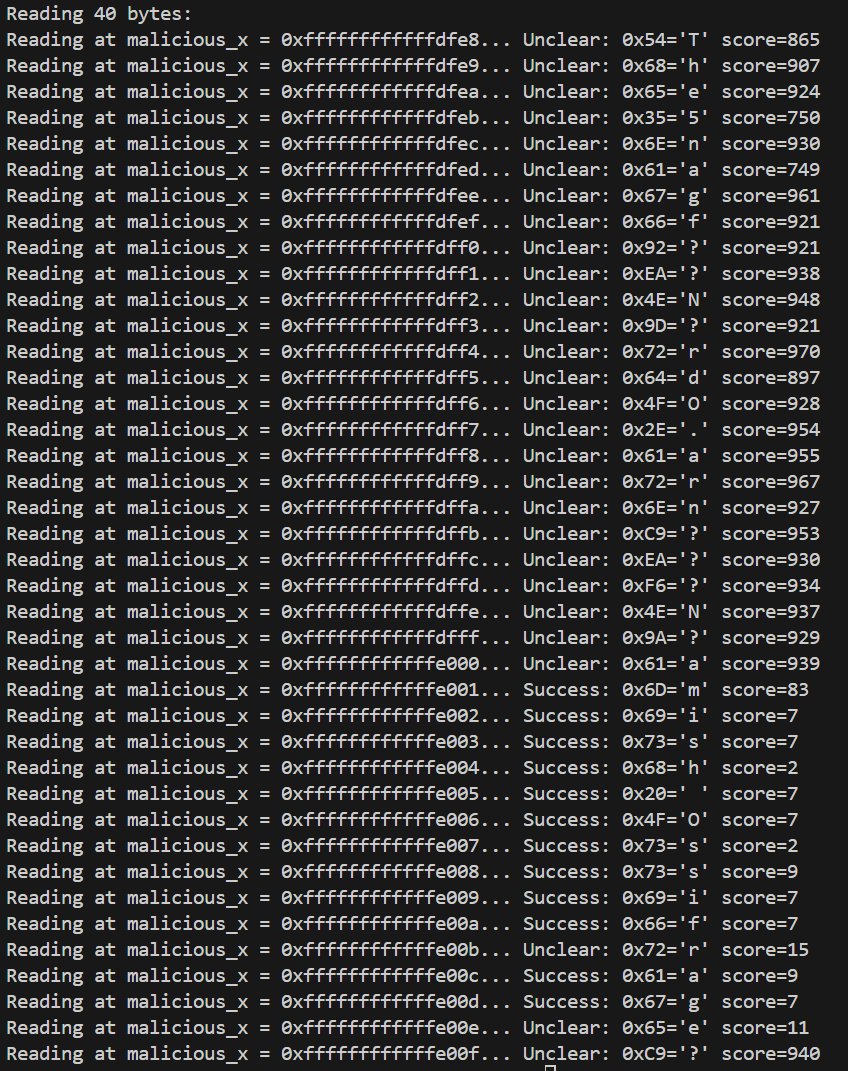 Reading 40 bytes:
Reading at malicious_x = 0xffffffffffffdfe8... Unclear: 0x54='T' score=865
Reading at malicious_x = 0xffffffffffffdfe9... Unclear: 0x68='h' score=907
Reading at malicious_x = 0xffffffffffffdfea... Unclear: 0x65='e' score=924
Reading at malicious_x = 0xffffffffffffdfeb... Unclear: 0x35='5' score=750
Reading at malicious_x = 0xffffffffffffdfec... Unclear: 0x6E='n' score=930
Reading at malicious_x = 0xffffffffffffdfed... Unclear: 0x61='a' score=749
Reading at malicious_x = 0xffffffffffffdfee... Unclear: 0x67='g' score=961
Reading at malicious_x = 0xffffffffffffdfef... Unclear: 0x66='f' score=921
Reading at malicious_x = 0xffffffffffffdff0... Unclear: 0x92='?' score=921
Reading at malicious_x = 0xffffffffffffdff1... Unclear: 0xEA='?' score=938
Reading at malicious_x = 0xffffffffffffdff2... Unclear: 0x4E='N' score=948
Reading at malicious_x = 0xffffffffffffdff3... Unclear: 0x9D='?' score=921
Reading at malicious_x = 0xffffffffffffdff4... Unclear: 0x72='r' score=970
Reading at malicious_x = 0xffffffffffffdff5... Unclear: 0x64='d' score=897
Reading at malicious_x = 0xffffffffffffdff6... Unclear: 0x4F='O' score=928
Reading at malicious_x = 0xffffffffffffdff7... Unclear: 0x2E='.' score=954
Reading at malicious_x = 0xffffffffffffdff8... Unclear: 0x61='a' score=955
Reading at malicious_x = 0xffffffffffffdff9... Unclear: 0x72='r' score=967
Reading at malicious_x = 0xffffffffffffdffa... Unclear: 0x6E='n' score=927
Reading at malicious_x = 0xffffffffffffdffb... Unclear: 0xC9='?' score=953
Reading at malicious_x = 0xffffffffffffdffc... Unclear: 0xEA='?' score=930
Reading at malicious_x = 0xffffffffffffdffd... Unclear: 0xF6='?' score=934
Reading at malicious_x = 0xffffffffffffdffe... Unclear: 0x4E='N' score=937
Reading at malicious_x = 0xffffffffffffdfff... Unclear: 0x9A='?' score=929
Reading at malicious_x = 0xffffffffffffe000... Unclear: 0x61='a' score=939
Reading at malicious_x = 0xffffffffffffe001... Success: 0x6D='m' score=83
Reading at malicious_x = 0xffffffffffffe002... Success: 0x69='i' score=7
Reading at malicious_x = 0xffffffffffffe003... Success: 0x73='s' score=7
Reading at malicious_x = 0xffffffffffffe004... Success: 0x68='h' score=2
Reading at malicious_x = 0xffffffffffffe005... Success: 0x20=' ' score=7
Reading at malicious_x = 0xffffffffffffe006... Success: 0x4F='O' score=7
Reading at malicious_x = 0xffffffffffffe007... Success: 0x73='s' score=2
Reading at malicious_x = 0xffffffffffffe008... Success: 0x73='s' score=9
Reading at malicious_x = 0xffffffffffffe009... Success: 0x69='i' score=7
Reading at malicious_x = 0xffffffffffffe00a... Success: 0x66='f' score=7
Reading at malicious_x = 0xffffffffffffe00b... Unclear: 0x72='r' score=15
Reading at malicious_x = 0xffffffffffffe00c... Success: 0x61='a' score=9
Reading at malicious_x = 0xffffffffffffe00d... Success: 0x67='g' score=7
Reading at malicious_x = 0xffffffffffffe00e... Unclear: 0x65='e' score=11
Reading at malicious_x = 0xffffffffffffe00f... Unclear: 0xC9='?' score=940